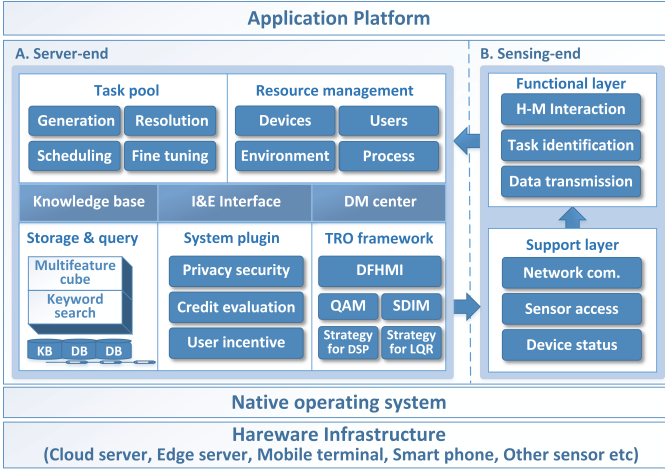 Application Platform
A. Server-end
B. Sensing-end
Task pool
Generation
Resolution
Scheduling
Fine tuning
Resource management
Devices
Users
Environment
Process
Knowledge base
I&E Interface
DM center
Storage & query
Multifeature
cube
Keyword
search
KB
DB
DB
System plugin
Privacy security
Credit evaluation
User incentive
TRO framework
DFHMI
QAM
SDIM
Strategy
for DSP
Strategy
for LQR
Functional layer
H-M Interaction
Task identification
Data transmission
Support layer
Network com.
Sensor access
Device status
Native operating system
Hareware Infrastructure
(Cloud server, Edge server, Mobile terminal, Smart phone, Other sensor etc)